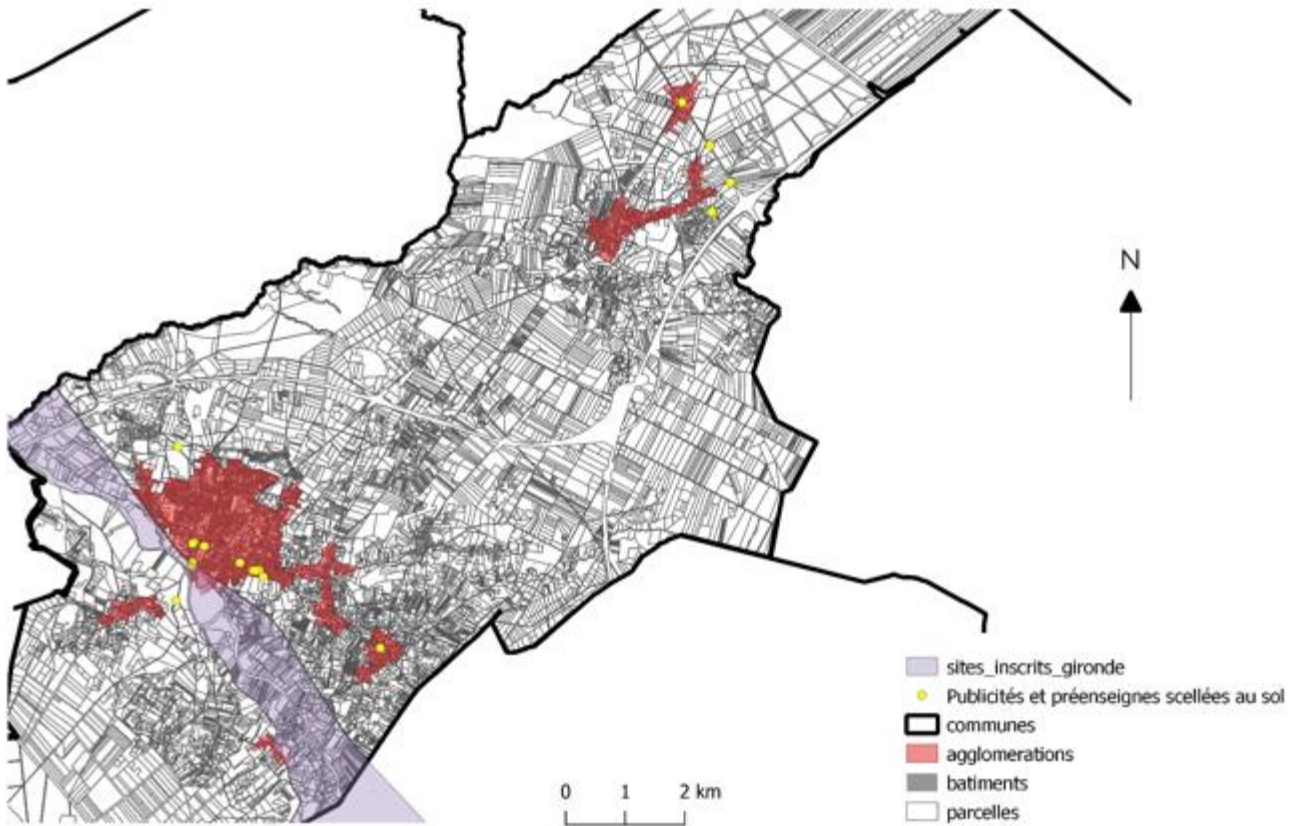 N
sites_inscrits_gironde
Publicités et préenseignes scellées au sol
communes
agglomerations
batiments
parcelles
0 1 2 km